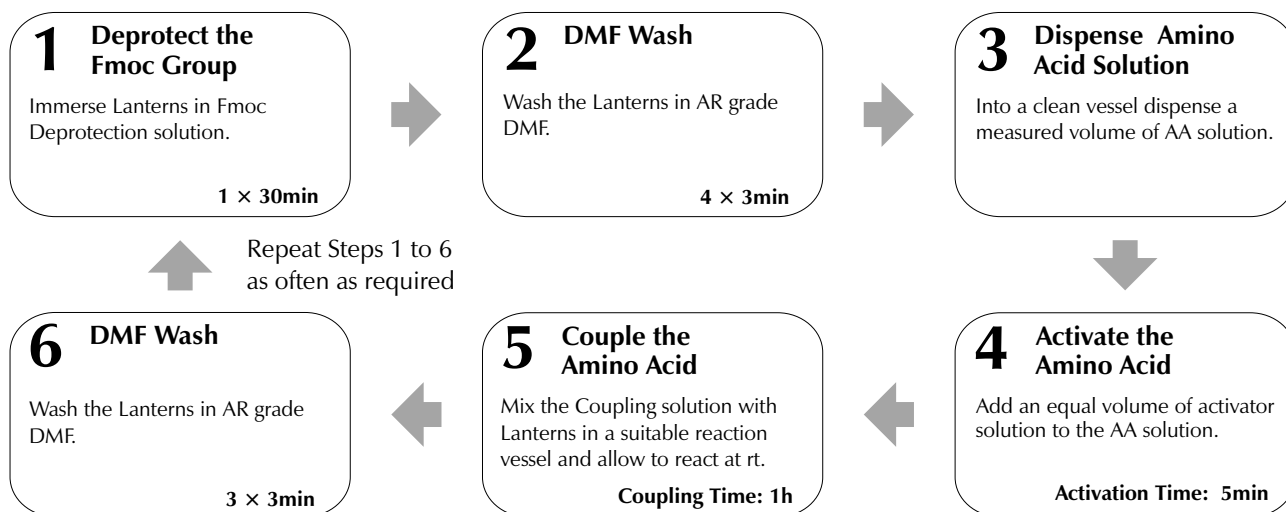 1 Deprotect the
Fmoc Group
Immerse Lanterns in Fmoc
Deprotection solution.
1 × 30min
2 DMF Wash
Wash the Lanterns in AR grade
DMF.
4 × 3min
3 Dispense Amino
Acid Solution
Into a clean vessel dispense a
measured volume of AA solution.
4 Activate the
Amino Acid
Add an equal volume of activator
solution to the AA solution.
Activation Time: 5min
5 Couple the
Amino Acid
Mix the Coupling solution with
Lanterns in a suitable reaction
vessel and allow to react at rt.
Coupling Time: 1h
6 DMF Wash
Wash the Lanterns in AR grade
DMF.
3 × 3min
Repeat Steps 1 to 6
as often as required